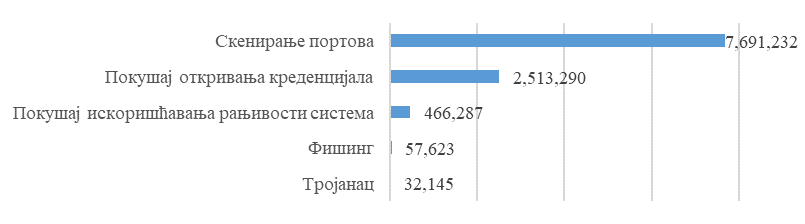 Скенирање портова 7,691,232
Покушај откривања креденцијала 2,513,290
Покушај искоришћавања рањивости система 466,287
Фишинг 57,623
Тројанац 32,145